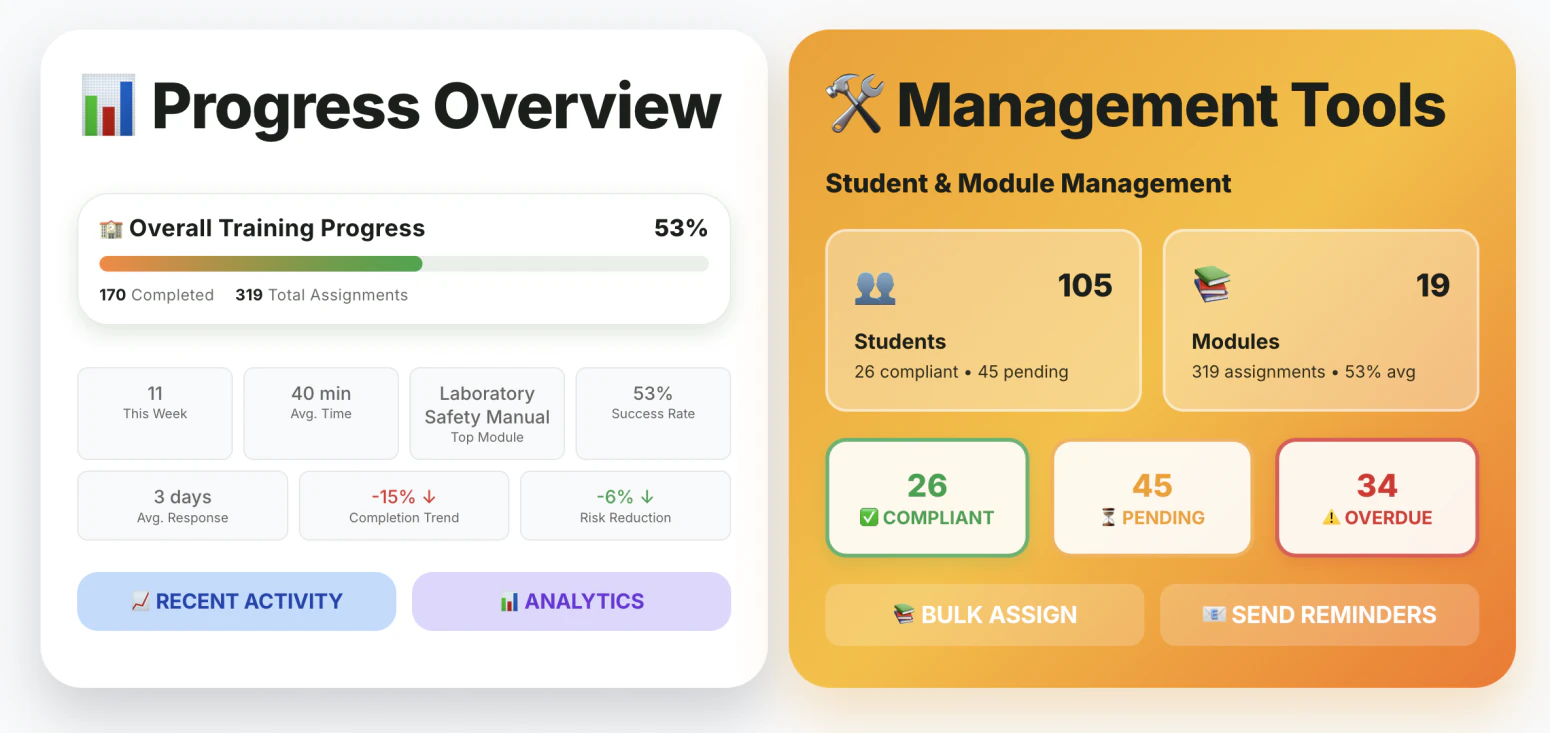 Progress Overview
Overall Training Progress 53%
170 Completed 319 Total Assignments
11
This Week
40 min
Avg. Time
Laboratory
Safety Manual
Top Module
53%
Success Rate
3 days
Avg. Response
-15% ↓
Completion Trend
-6% ↓
Risk Reduction
RECENT ACTIVITY
ANALYTICS
Management Tools
Student & Module Management
105
Students
26 compliant • 45 pending
19
Modules
319 assignments • 53% avg
26
COMPLIANT
45
PENDING
34
OVERDUE
BULK ASSIGN
SEND REMINDERS